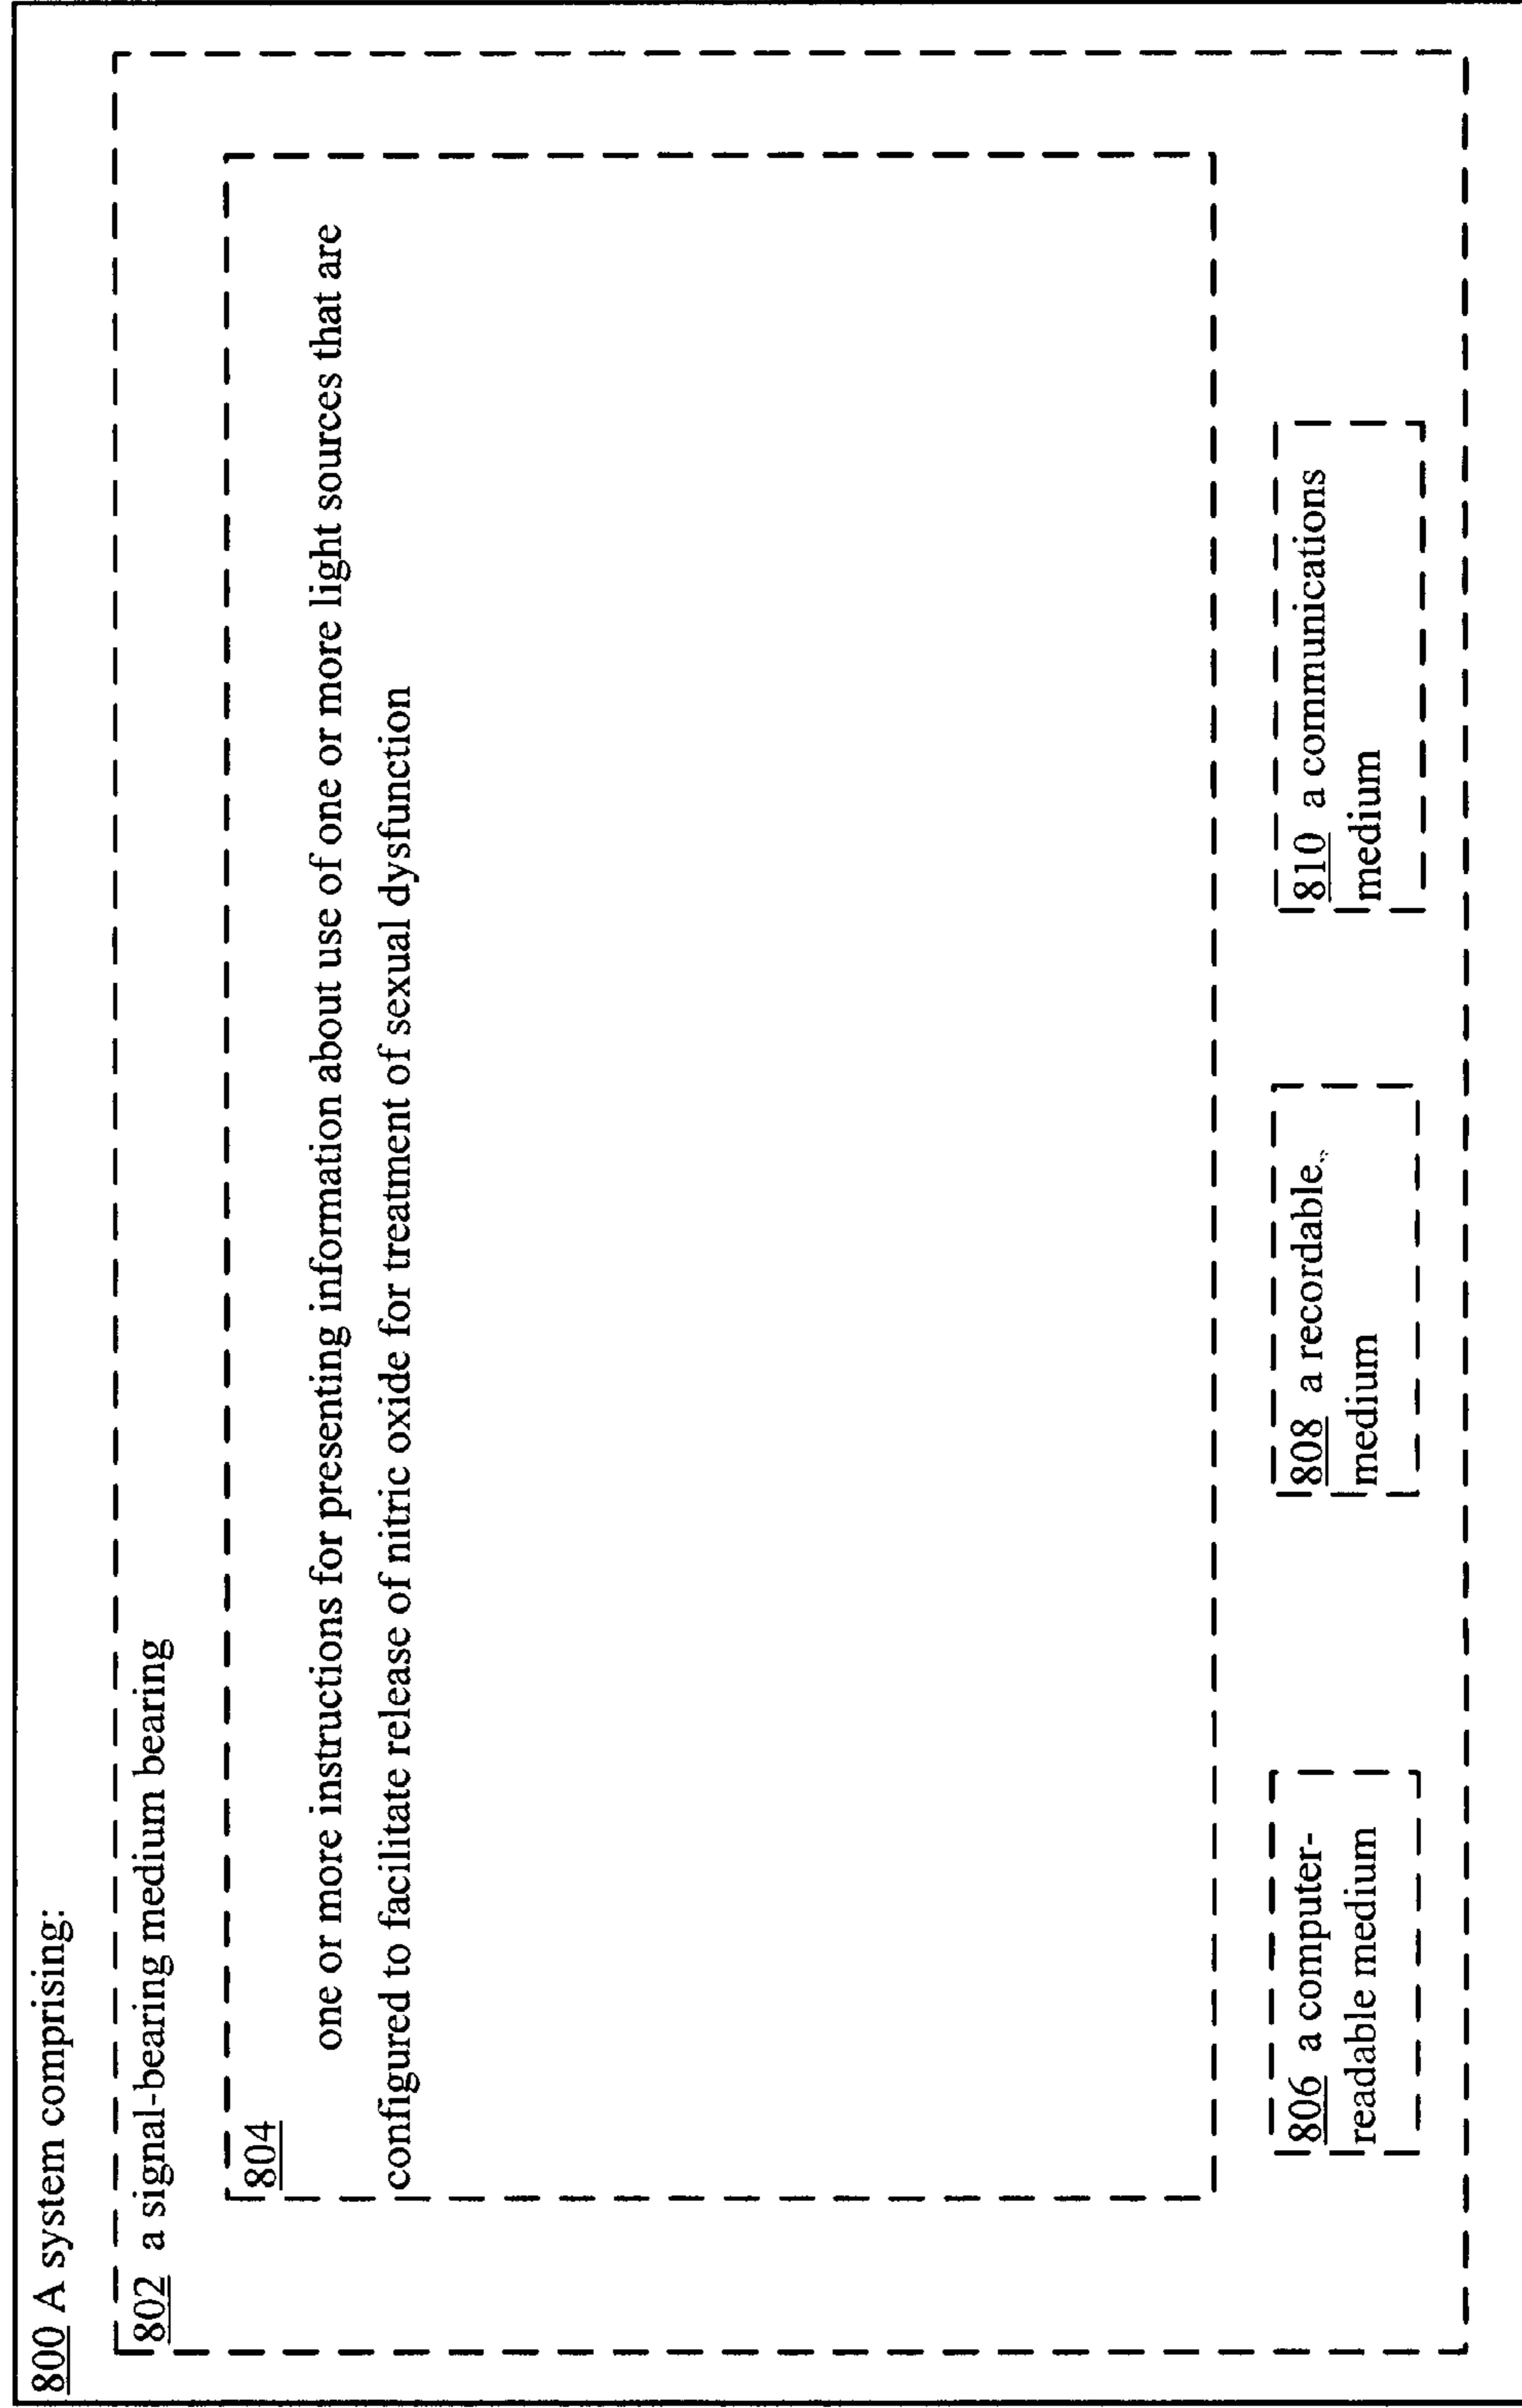 800 A system comprising:
802 a signal-bearing medium bearing
804
one or more instructions for presenting information about use of one or more light sources that are
configured to facilitate release of nitric oxide for treatment of sexual dysfunction
806 a computer-
readable medium
808 a recordable
medium
810 a communications
medium